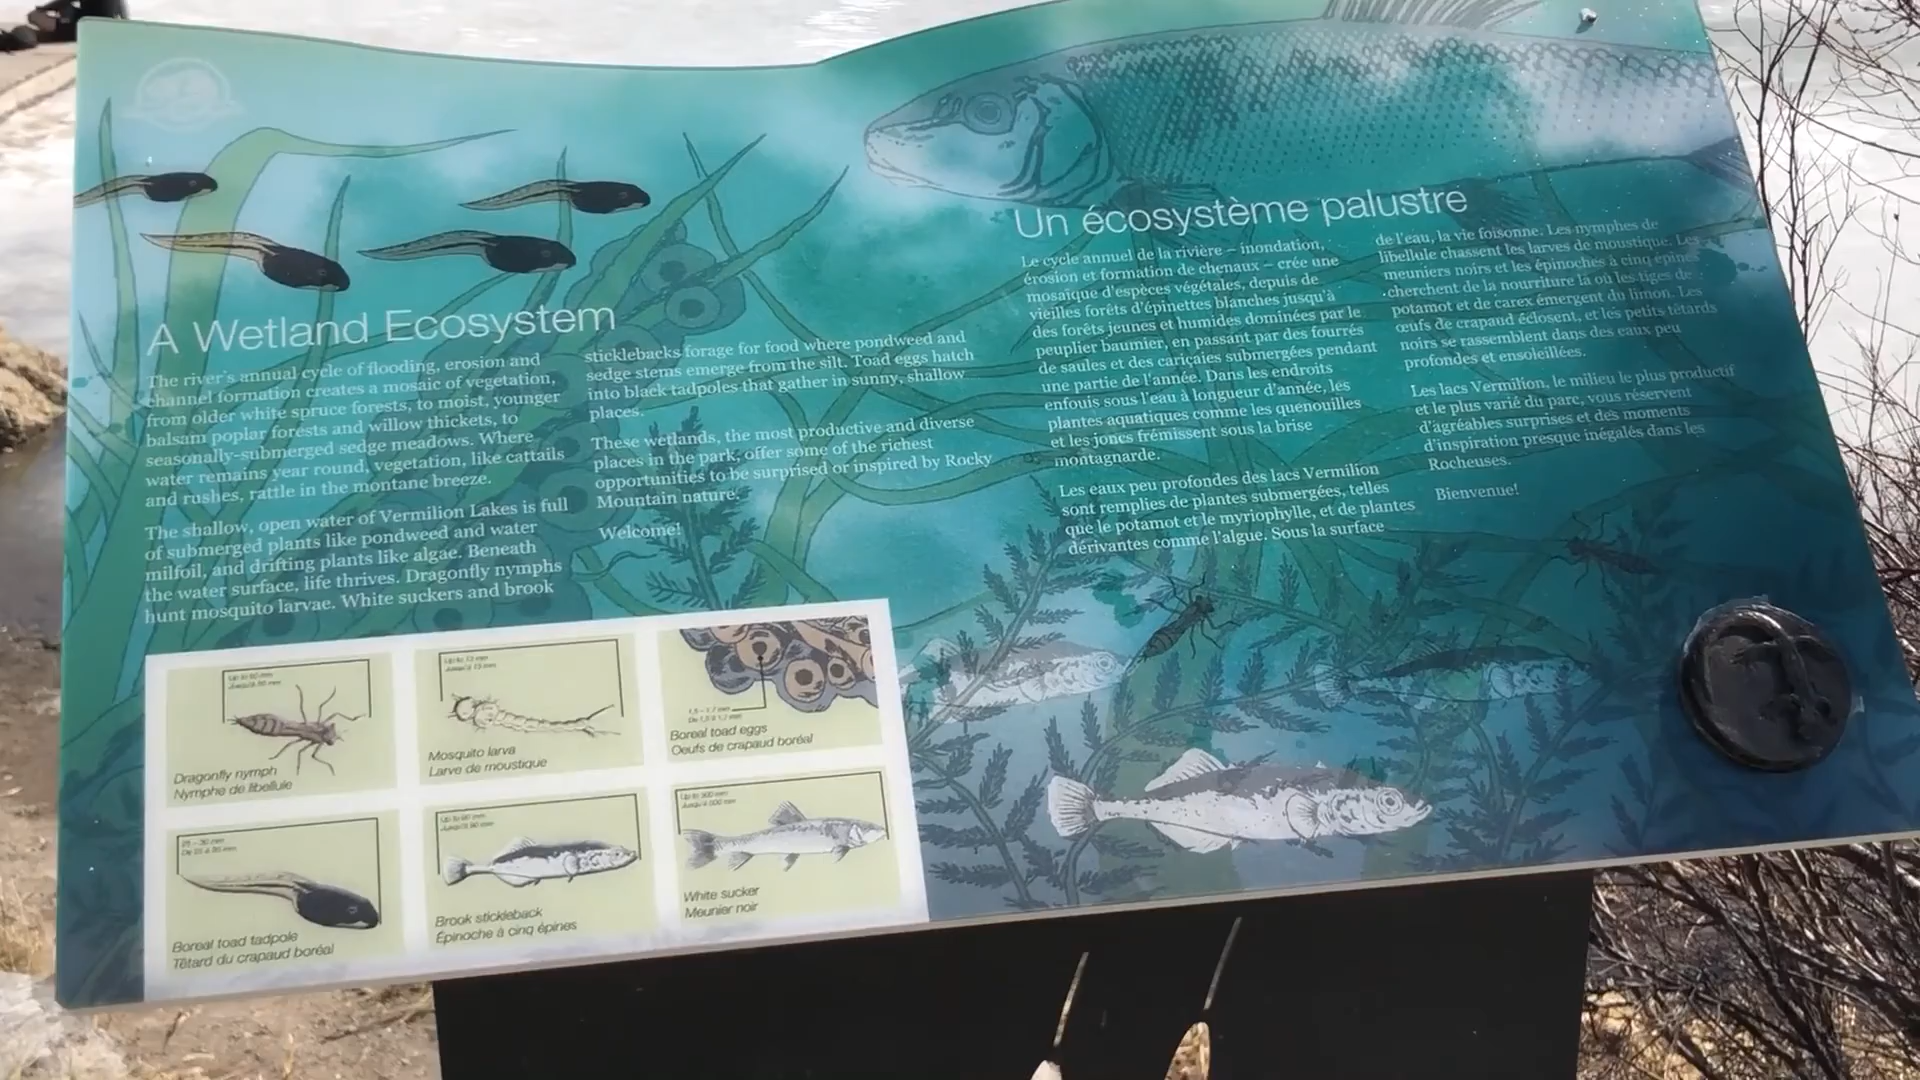 A Wetland Ecosystem
The river's annual cycle of flooding, erosion and
channel formation creates a mosaic of vegetation,
from older white spruce forests, to moist, younger
balsam poplar forests and willow thickets, to
seasonally-submerged sedge meadows. Where
water remains year round, vegetation, like cattails
and rushes, rattle in the montane breeze.
The shallow, open water of Vermilion Lakes is full
of submerged plants like pondweed and water
milfoil, and drifting plants like algae. Beneath
the water surface, life thrives. Dragonfly nymphs
hunt mosquito larvae. White suckers and brook
sticklebacks forage for food where pondweed and
sedge stems emerge from the silt. Toad eggs hatch
into black tadpoles that gather in sunny, shallow
places.
These wetlands, the most productive and diverse
places in the park, offer some of the richest
opportunities to be surprised or inspired by Rocky
Mountain nature.
Welcome!
Un écosystème palustre
Le cycle annuel de la rivière – inondation,
érosion et formation de chenaux – crée une
mosaïque d'espèces végétales, depuis de
vieilles forêts d'épinettes blanches jusqu'à
des forêts jeunes et humides dominées par le
peuplier baumier, en passant par des fourrés
de saules et des cariçaies submergées pendant
une partie de l'année. Dans les endroits
enfouis sous l'eau à longueur d'année, les
plantes aquatiques comme les quenouilles
et les joncs frémissent sous la brise
montagnarde.
Les eaux peu profondes des lacs Vermilion
sont remplies de plantes submergées, telles
que le potamot et le myriophylle, et de plantes
dérivantes comme l'algue. Sous la surface
de l'eau, la vie foisonne. Les nymphes de
libellule chassent les larves de moustique. Les
meuniers noirs et les épinoches à cinq épines
cherchent de la nourriture là où les tiges de
potamot et de carex émergent du limon. Les
œufs de crapaud éclosent, et les petits têtards
noirs se rassemblent dans des eaux peu
profondes et ensoleillées.
Les lacs Vermilion, le milieu le plus productif
et le plus varié du parc, vous réservent
d'agréables surprises et des moments
d'inspiration presque inégalés dans les
Rocheuses.
Bienvenue!
Dragonfly nymph
Nymphe de libellule
Mosquito larva
Larve de moustique
Boreal toad eggs
Oeufs de crapaud boréal
Boreal toad tadpole
Têtard du crapaud boréal
Brook stickleback
Épinoche à cinq épines
White sucker
Meunier noir